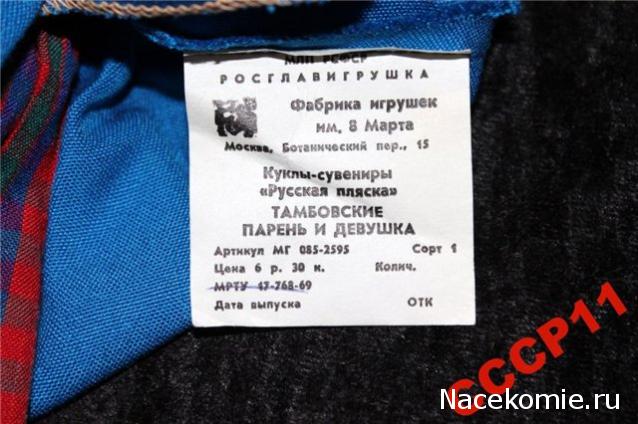 МЛП РСФСР
РОСГЛАВИГРУШКА
Фабрика игрушек
им. 8 Марта
Москва, Ботанический пер., 15
Куклы-сувениры
«Русская пляска»
ТАМБОВСКИЕ
ПАРЕНЬ И ДЕВУШКА
Артикул МГ 085-2595 Сорт 1
Цена 6 р. 30 к. Колич.
МРТУ 17-768-69
Дата выпуска ОТК
СССР11
Nacekomie.ru